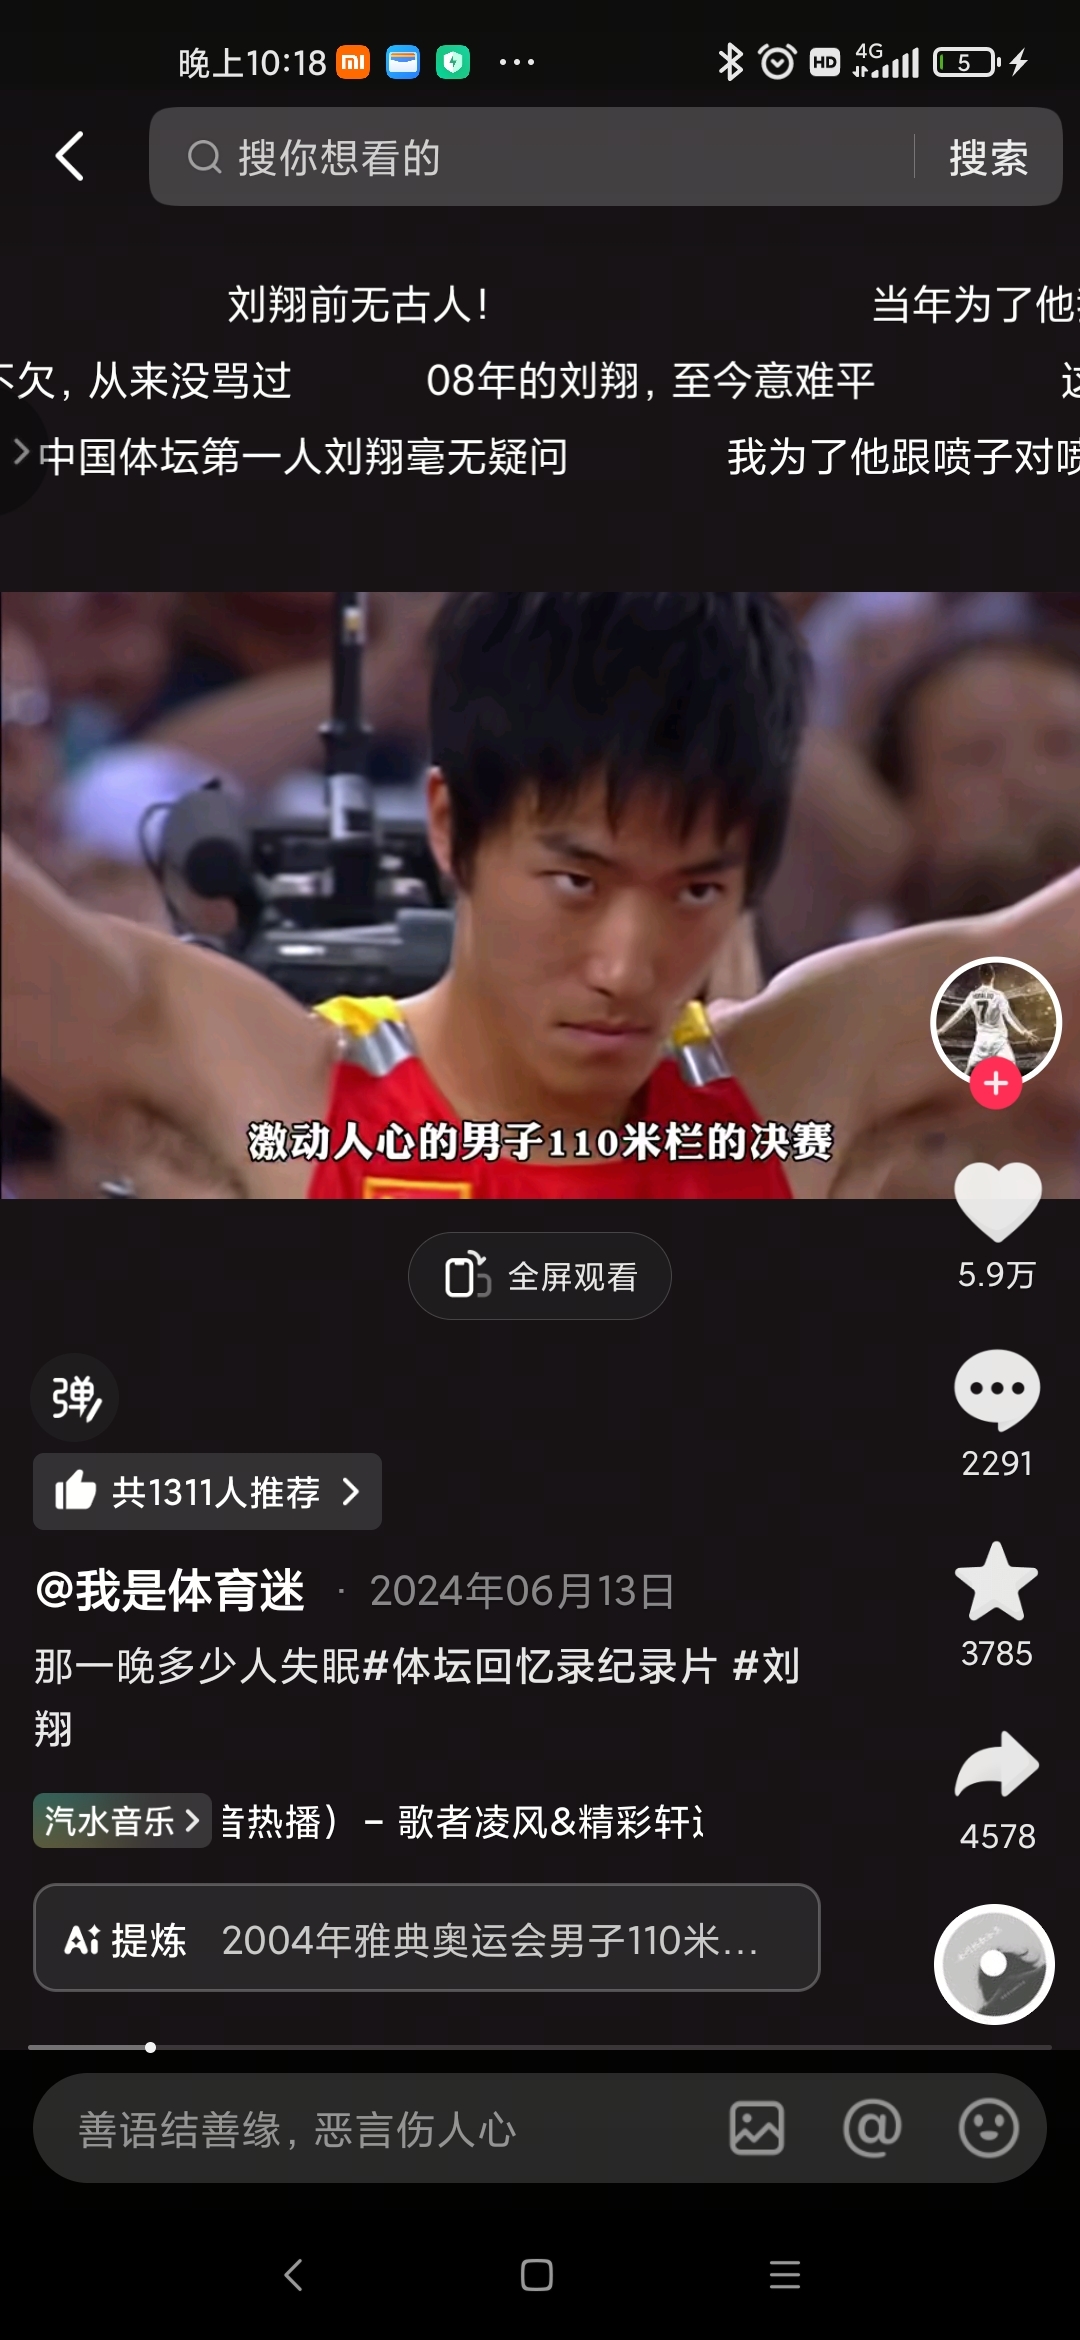 晚上10:18
4G
HD
5
搜你想看的
搜索
刘翔前无古人！
当年为了他
不欠，从来没骂过
08年的刘翔，至今意难平
这
中国体坛第一人刘翔毫无疑问
我为了他跟喷子对喷
7
激动人心的男子110米栏的决赛
全屏观看
5.9万
弹
2291
共1311人推荐
@我是体育迷 · 2024年06月13日
3785
那一晚多少人失眠#体坛回忆录纪录片 #刘
翔
汽水音乐
音热播） – 歌者凌风&精彩轩
4578
Ai 提炼 2004年雅典奥运会男子110米...
善语结善缘，恶言伤人心
@